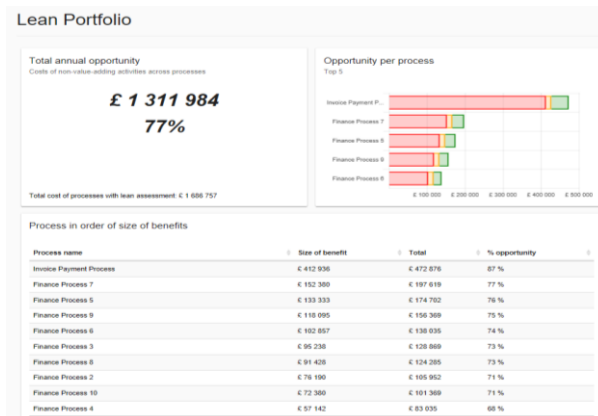 Lean Portfolio
Total annual opportunity
Costs of non-value-adding activities across processes
£ 1 311 984
77%
Total cost of processes with lean assessment: £ 1 686 757
Opportunity per process
Top 5
Invoice Payment P...
Finance Process 7
Finance Process 5
Finance Process 9
Finance Process 6
£ 100 000 £ 200 000 £ 300 000 £ 400 000 £ 500 000
Process in order of size of benefits
Process name Size of benefit Total % opportunity
Invoice Payment Process £ 412 936 £ 472 876 87 %
Finance Process 7 £ 152 380 £ 197 619 77 %
Finance Process 5 £ 133 333 £ 174 702 76 %
Finance Process 9 £ 118 095 £ 156 369 75 %
Finance Process 6 £ 102 857 £ 138 035 74 %
Finance Process 3 £ 95 238 £ 128 869 73 %
Finance Process 8 £ 91 428 £ 124 285 73 %
Finance Process 2 £ 76 190 £ 105 952 71 %
Finance Process 10 £ 72 380 £ 101 369 71 %
Finance Process 4 £ 57 142 £ 83 035 68 %